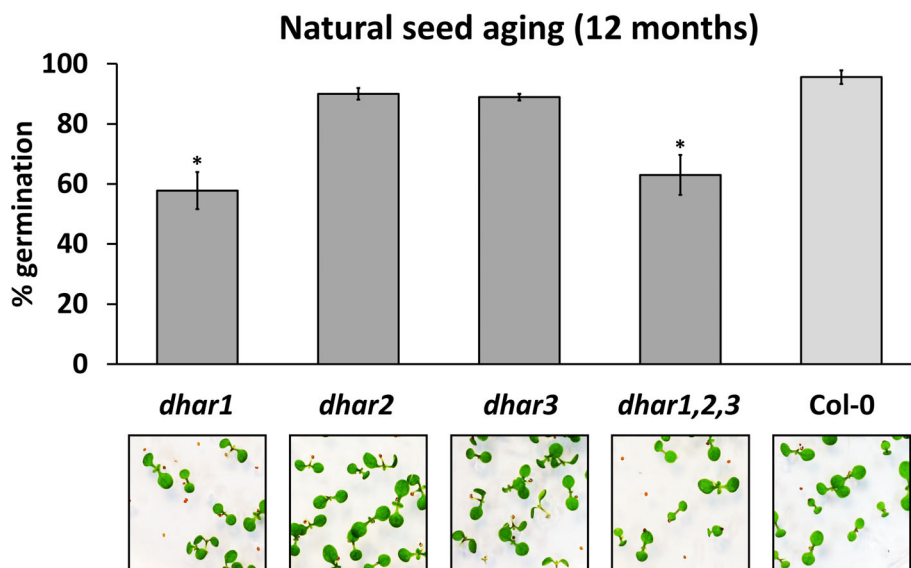 Natural seed aging (12 months)
% germination
100
80
60
40
20
0
*
*
dhar1 dhar2 dhar3 dhar1,2,3 Col-0